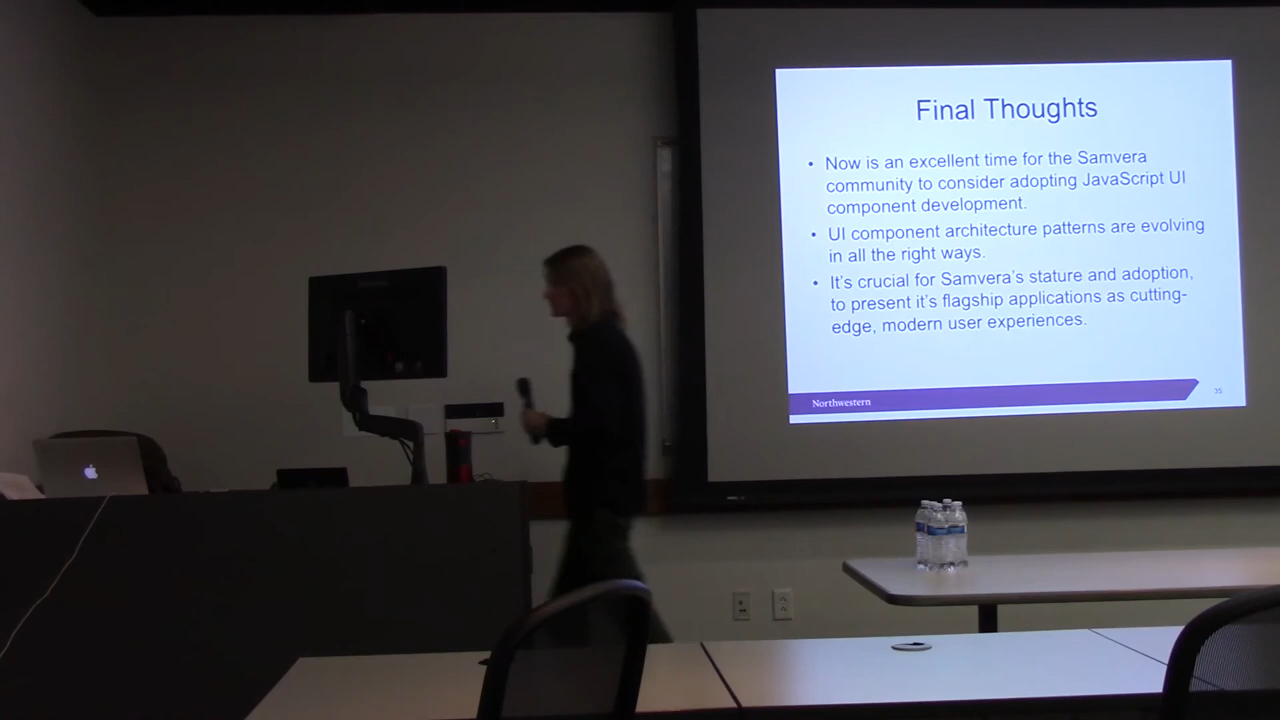 Final Thoughts
• Now is an excellent time for the Samvera
community to consider adopting JavaScript UI
component development.
• UI component architecture patterns are evolving
in all the right ways.
• It's crucial for Samvera's stature and adoption,
to present it's flagship applications as cutting-
edge, modern user experiences.
Northwestern
35